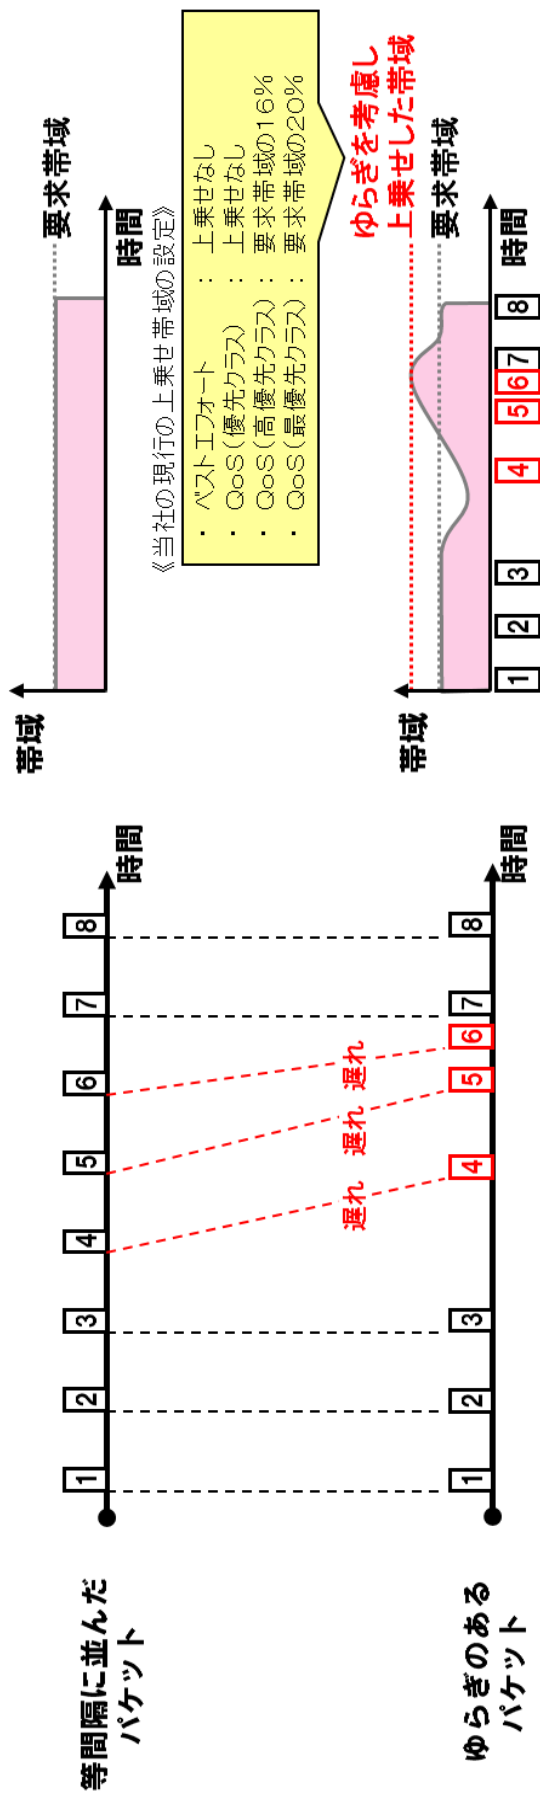 等間隔に並んだ
パケット
1 2 3 4 5 6 7 8
時間
遅れ 遅れ 遅れ
ゆらぎのある
パケット
1 2 3 4 5 6 7 8
時間
帯域
要求帯域
時間
《当社の現行の上乗せ帯域の設定》
・ ベストエフォート : 上乗せなし
・ QoS(優先クラス) : 上乗せなし
・ QoS(高優先クラス) : 要求帯域の16%
・ QoS(最優先クラス) : 要求帯域の20%
ゆらぎを考慮し
上乗せした帯域
帯域
要求帯域
時間
1 2 3 4 5 6 7 8